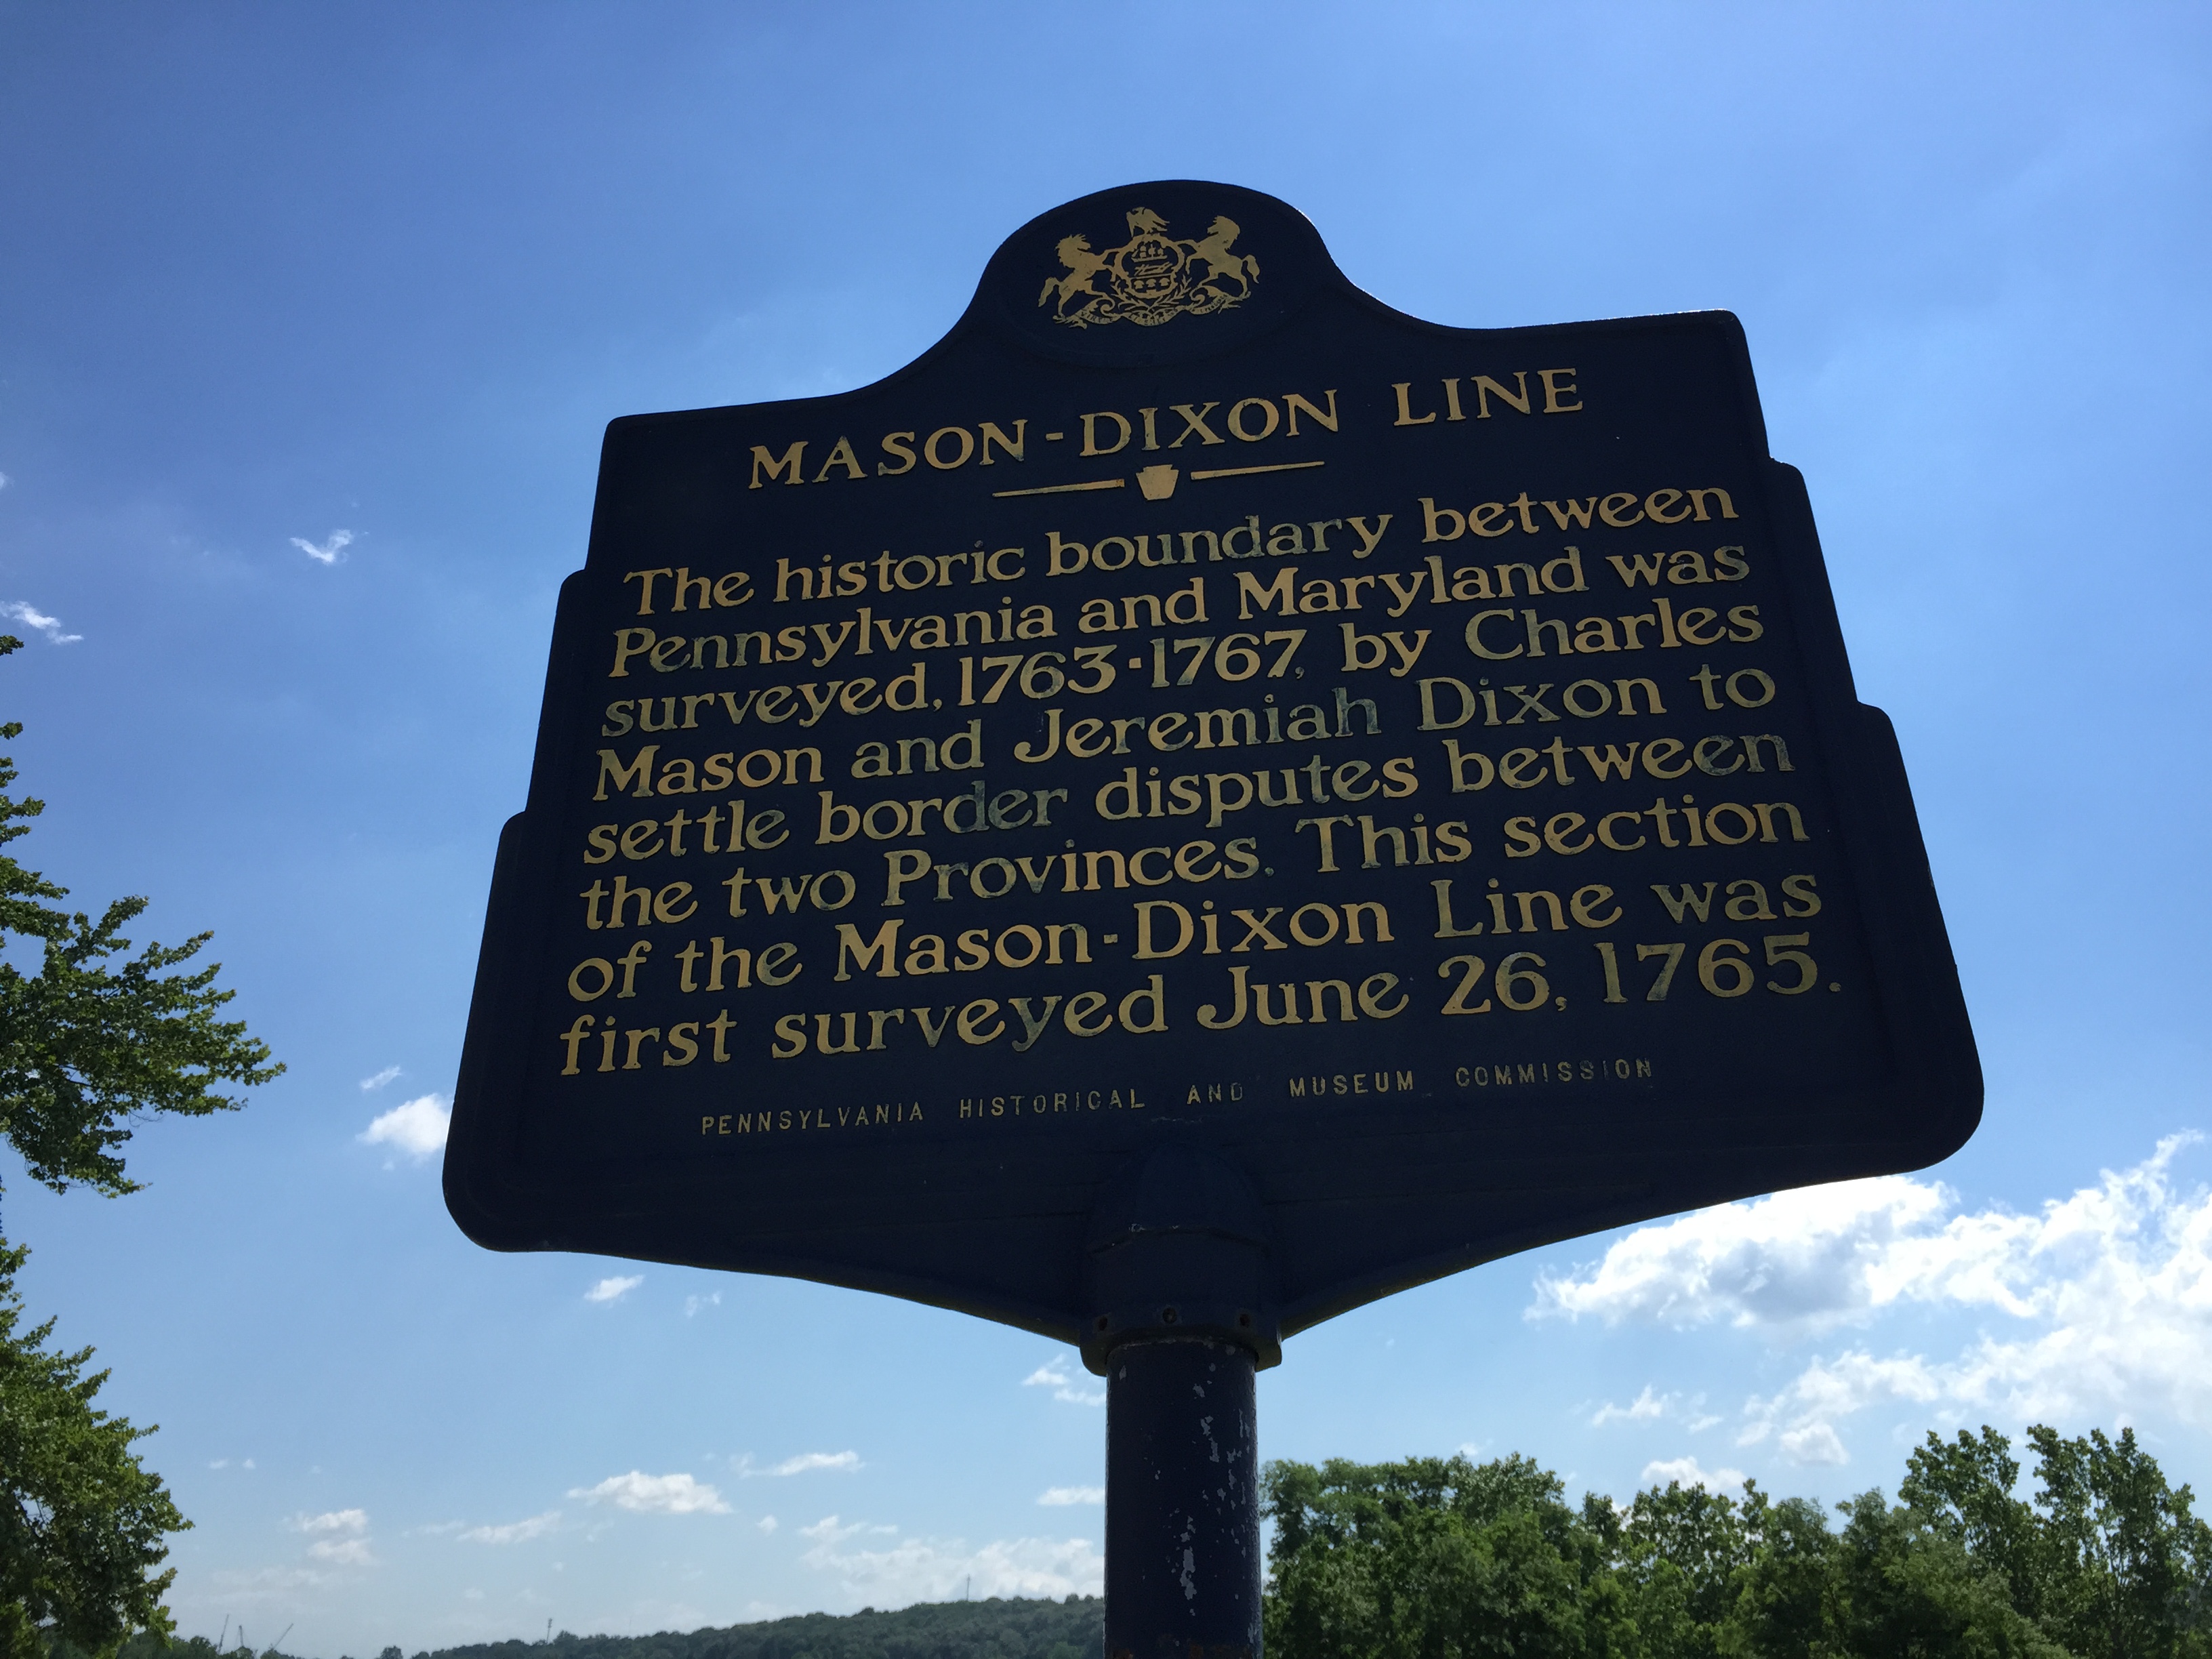 MASON-DIXON LINE
The historic boundary between
Pennsylvania and Maryland was
surveyed, 1763-1767, by Charles
Mason and Jeremiah Dixon to
settle border disputes between
the two Provinces. This section
of the Mason-Dixon Line was
first surveyed June 26, 1765.
PENNSYLVANIA HISTORICAL AND MUSEUM COMMISSION